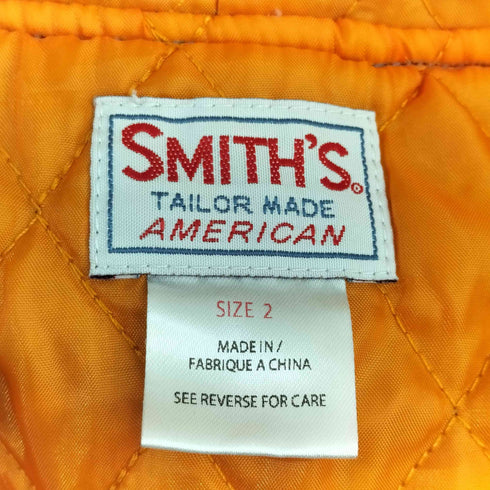 SMITH'S®
TAILOR MADE
AMERICAN
SIZE 2
MADE IN /
FABRIQUE A CHINA
SEE REVERSE FOR CARE